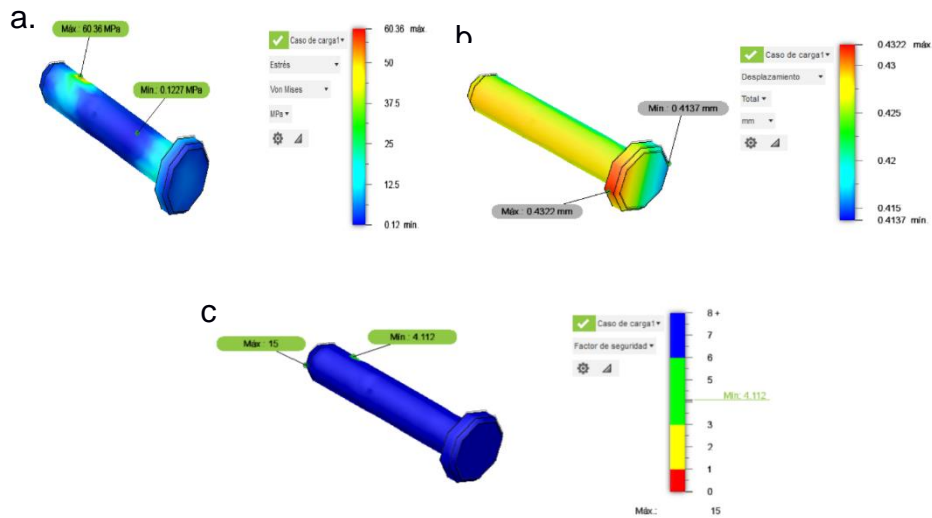 a.
Máx : 60.36 MPa
Mín.: 0.1227 MPa
Caso de carga1
Estrés
Von Mises
MPa
60.36 máx
50
37.5
25
12.5
0.12 mín
b
Mín : 0.4137 mm
Máx : 0.4322 mm
Caso de carga1
Desplazamiento
Total
mm
0.4322 máx
0.43
0.425
0.42
0.415
0.4137 mín
c
Máx : 15
Mín.: 4.112
Caso de carga1
Factor de seguridad
8 +
7
6
5
Mín: 4.112
3
2
1
0
Máx.: 15